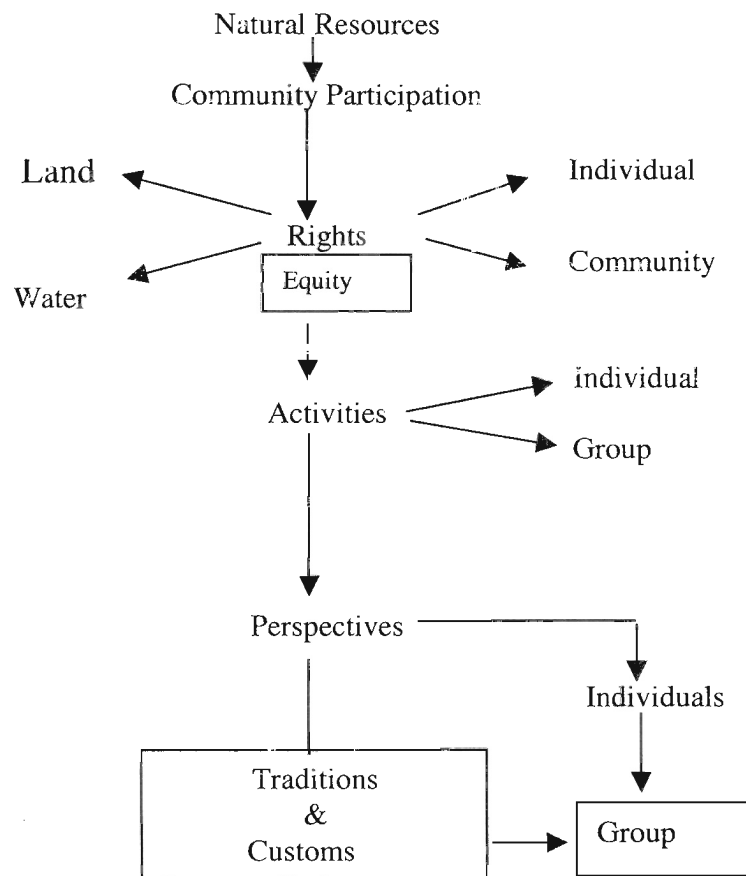 Natural Resources
Community Participation
Land
Individual
Rights
Community
Water
Equity
Individual
Activities
Group
Perspectives
Individuals
Traditions
&
Customs
Group